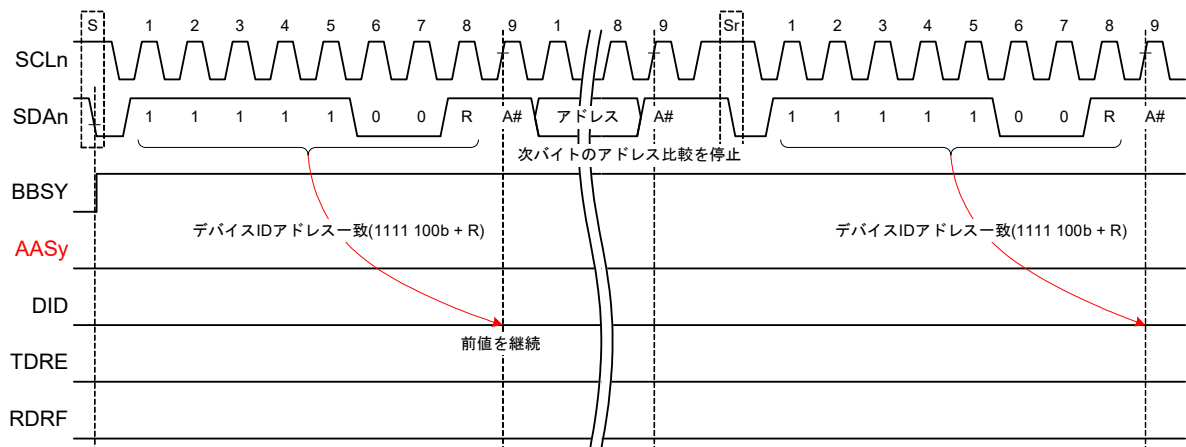 S 1 2 3 4 5 6 7 8 9 1 8 9 Sr 1 2 3 4 5 6 7 8 9
SCLn
SDAn 1 1 1 1 1 0 0 R A# アドレス A# 1 1 1 1 1 0 0 R A#
次バイトのアドレス比較を停止
BBSY
デバイスIDアドレス一致(1111 100b + R) デバイスIDアドレス一致(1111 100b + R)
AASy
DID
前値を継続
TDRE
RDRF